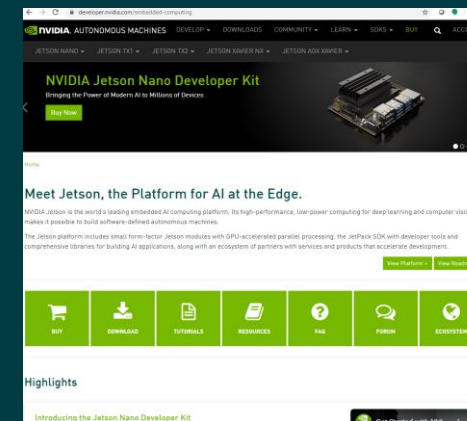 developer.nvidia.com/embedded-computing
NVIDIA. AUTONOMOUS MACHINES DEVELOP DOWNLOADS COMMUNITY LEARN SDKS BUY
JETSON NANO JETSON TX1 JETSON TX2 JETSON XAVIER NX JETSON AGX XAVIER
NVIDIA Jetson Nano Developer Kit
Bringing the Power of Modern AI to Millions of Devices
Buy Now
Home
Meet Jetson, the Platform for AI at the Edge.
NVIDIA Jetson is the world's leading embedded AI computing platform. Its high-performance, low-power computing for deep learning and computer
makes it possible to build software-defined autonomous machines.
The Jetson platform includes small form-factor Jetson modules with GPU-accelerated parallel processing, the JetPack SDK with developer tools and
comprehensive libraries for building AI applications, along with an ecosystem of partners with services and products that accelerate development.
View Platform > View
BUY DOWNLOAD TUTORIALS RESOURCES FAQ FORUM ECOSYSTEM
Highlights
Introducing the Jetson Nano Developer Kit